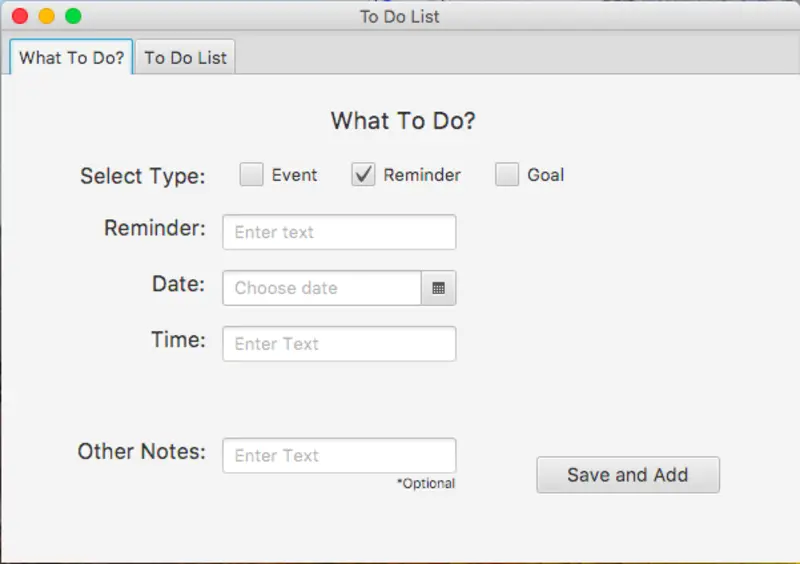 To Do List
What To Do? To Do List
What To Do?
Select Type: Event Reminder Goal
Reminder: Enter text
Date: Choose date
Time: Enter Text
Other Notes: Enter Text
*Optional
Save and Add